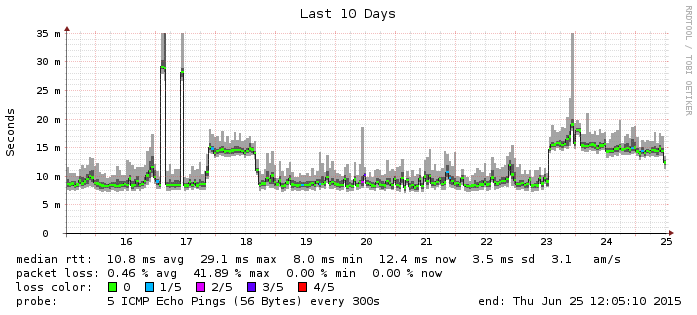 Last 10 Days
RRDTOOL / TOBI OETIKER
Seconds
35 m
30 m
25 m
20 m
15 m
10 m
5 m
0
16 17 18 19 20 21 22 23 24 25
median rtt: 10.8 ms avg 29.1 ms max 8.0 ms min 12.4 ms now 3.5 ms sd 3.1 am/s
packet loss: 0.46 % avg 41.89 % max 0.00 % min 0.00 % now
loss color: 0 1/5 2/5 3/5 4/5
probe: 5 ICMP Echo Pings (56 Bytes) every 300s end: Thu Jun 25 12:05:10 2015